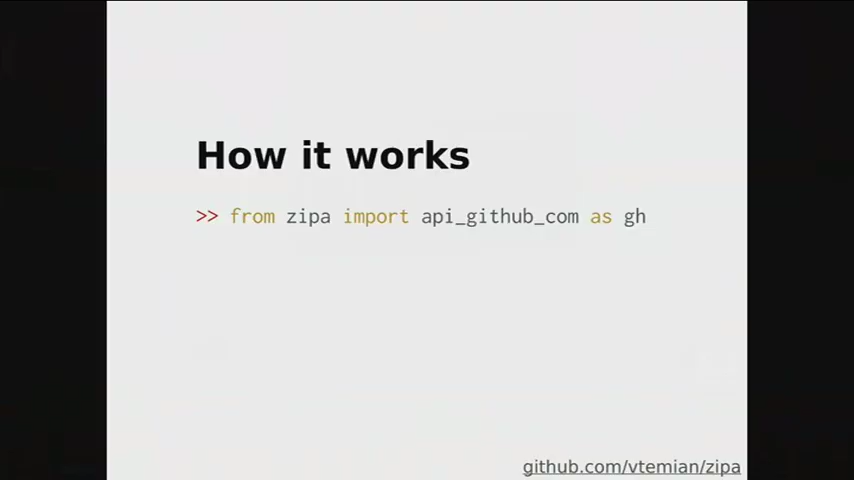 How it works
>> from zipa import api_github_com as gh
github.com/vtemian/zipa